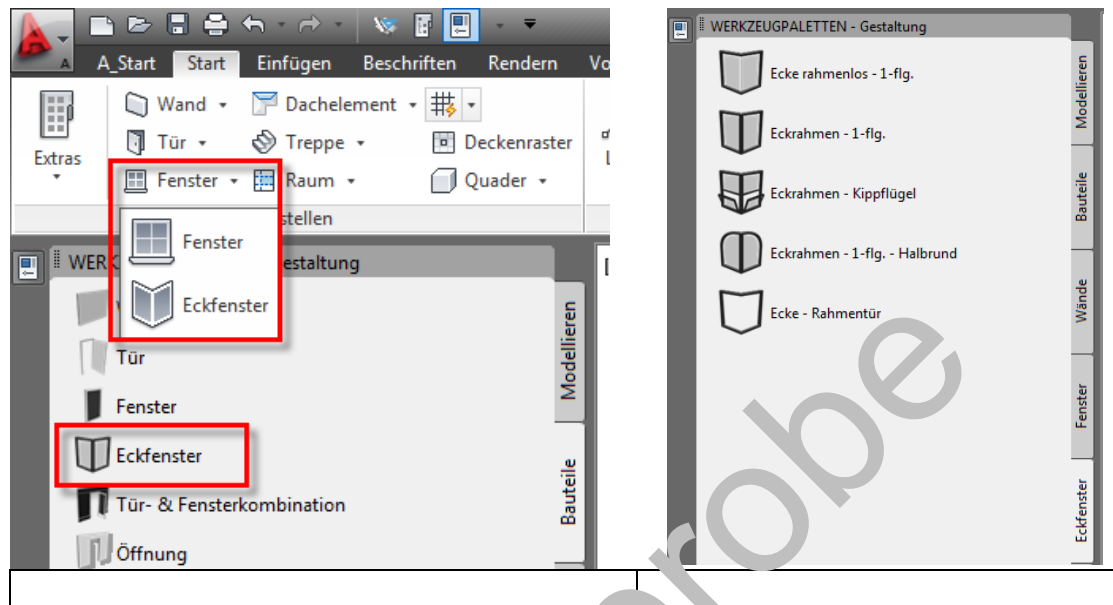 A
A_Start Start Einfügen Beschriften Rendern
Wand Dachelement
Tür Treppe Deckenraster
Extras
Fenster Raum Quader
stellen
Fenster
Eckfenster
estaltung
Tür
Fenster
Eckfenster
Tür- & Fensterkombination
Öffnung
Modellieren
Bauteile
WERKZEUGPALETTEN - Gestaltung
Ecke rahmenlos - 1-flg.
Eckrahmen - 1-flg.
Eckrahmen - Kippflügel
Eckrahmen - 1-flg. - Halbrund
Ecke - Rahmentür
Modellieren
Bauteile
Wände
Fenster
Eckfenster
robe